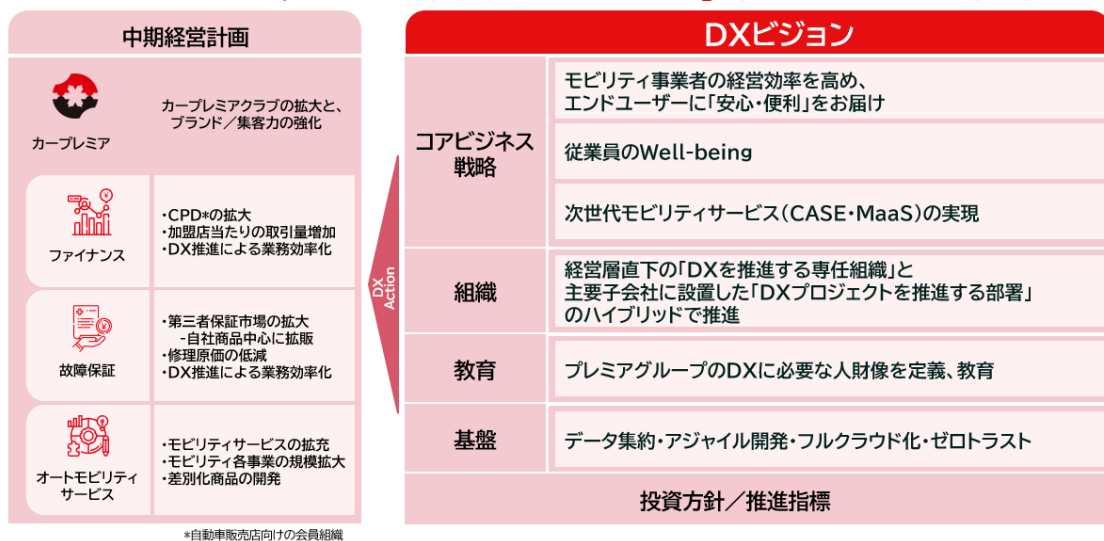 中期経営計画
カープレミア
カープレミアクラブの拡大と、
ブランド／集客力の強化
ファイナンス
・CPD*の拡大
・加盟店当たりの取引量増加
・DX推進による業務効率化
故障保証
・第三者保証市場の拡大
-自社商品中心に拡販
・修理原価の低減
・DX推進による業務効率化
オートモビリティ
サービス
・モビリティサービスの拡充
・モビリティ各事業の規模拡大
・差別化商品の開発
*自動車販売店向けの会員組織
DX
Action
DXビジョン
コアビジネス
戦略
モビリティ事業者の経営効率を高め、
エンドユーザーに「安心・便利」をお届け
従業員のWell-being
次世代モビリティサービス（CASE・MaaS）の実現
組織
経営層直下の「DXを推進する専任組織」と
主要子会社に設置した「DXプロジェクトを推進する部署」
のハイブリッドで推進
教育
プレミアグループのDXに必要な人財像を定義、教育
基盤
データ集約・アジャイル開発・フルクラウド化・ゼロトラスト
投資方針／推進指標